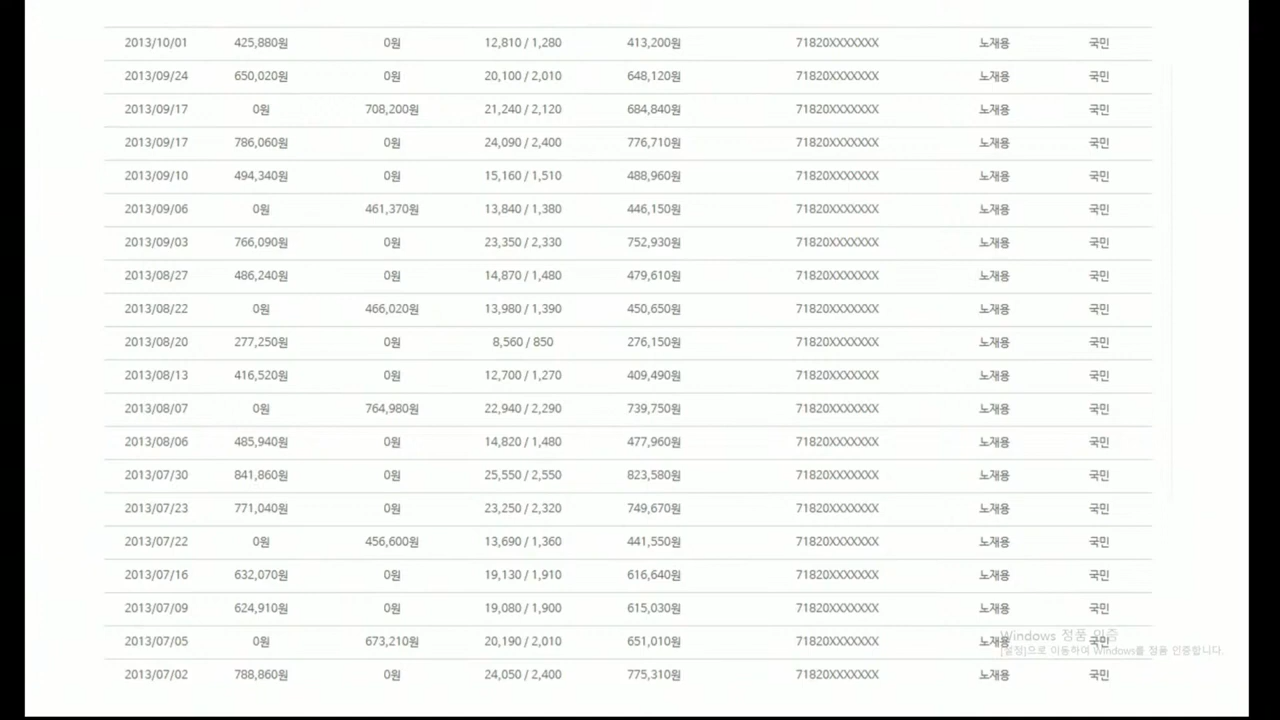 2013/10/01 425,880원 0원 12,810 / 1,280 413,200원 71820XXXXXXX 노재용 국민
2013/09/24 650,020원 0원 20,100 / 2,010 648,120원 71820XXXXXXX 노재용 국민
2013/09/17 0원 708,200원 21,240 / 2,120 684,840원 71820XXXXXXX 노재용 국민
2013/09/17 786,060원 0원 24,090 / 2,400 776,710원 71820XXXXXXX 노재용 국민
2013/09/10 494,340원 0원 15,160 / 1,510 488,960원 71820XXXXXXX 노재용 국민
2013/09/06 0원 461,370원 13,840 / 1,380 446,150원 71820XXXXXXX 노재용 국민
2013/09/03 766,090원 0원 23,350 / 2,330 752,930원 71820XXXXXXX 노재용 국민
2013/08/27 486,240원 0원 14,870 / 1,480 479,610원 71820XXXXXXX 노재용 국민
2013/08/22 0원 466,020원 13,980 / 1,390 450,650원 71820XXXXXXX 노재용 국민
2013/08/20 277,250원 0원 8,560 / 850 276,150원 71820XXXXXXX 노재용 국민
2013/08/13 416,520원 0원 12,700 / 1,270 409,490원 71820XXXXXXX 노재용 국민
2013/08/07 0원 764,980원 22,940 / 2,290 739,750원 71820XXXXXXX 노재용 국민
2013/08/06 485,940원 0원 14,820 / 1,480 477,960원 71820XXXXXXX 노재용 국민
2013/07/30 841,860원 0원 25,550 / 2,550 823,580원 71820XXXXXXX 노재용 국민
2013/07/23 771,040원 0원 23,250 / 2,320 749,670원 71820XXXXXXX 노재용 국민
2013/07/22 0원 456,600원 13,690 / 1,360 441,550원 71820XXXXXXX 노재용 국민
2013/07/16 632,070원 0원 19,130 / 1,910 616,640원 71820XXXXXXX 노재용 국민
2013/07/09 624,910원 0원 19,080 / 1,900 615,030원 71820XXXXXXX 노재용 국민
2013/07/05 0원 673,210원 20,190 / 2,010 651,010원 71820XXXXXXX 노재용 국민
Windows 정품 인증
[설정]으로 이동하여 Windows를 정품 인증합니다.
2013/07/02 788,860원 0원 24,050 / 2,400 775,310원 71820XXXXXXX 노재용 국민